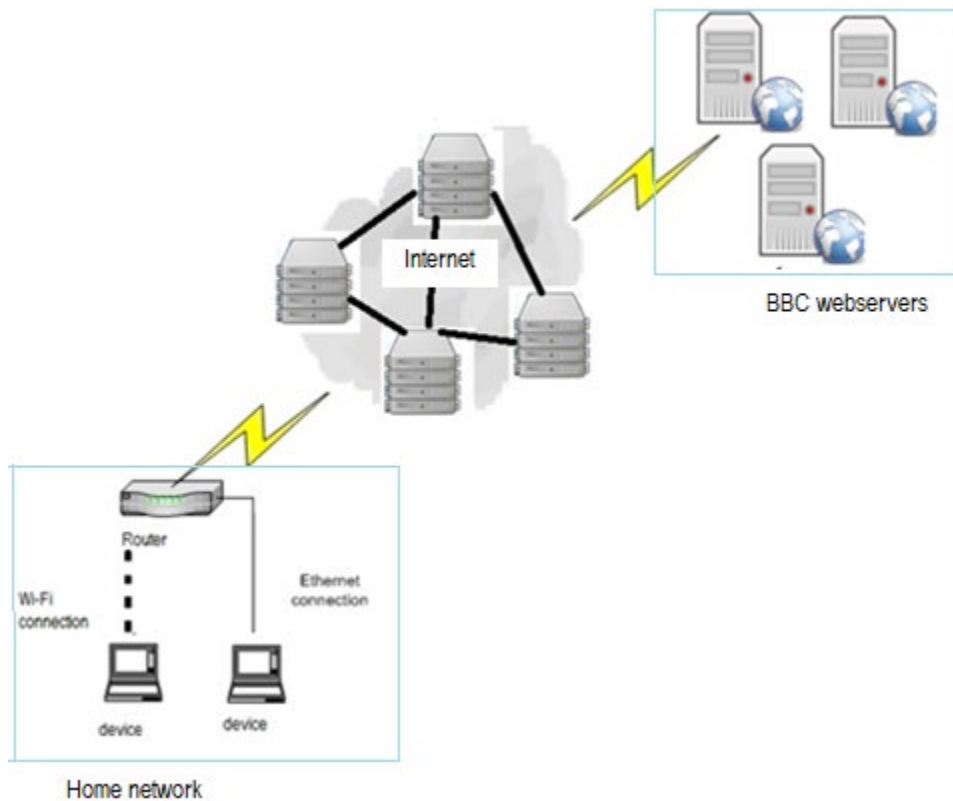 Internet
BBC webservers
Router
Wi-Fi
connection
Ethernet
connection
device
device
Home network